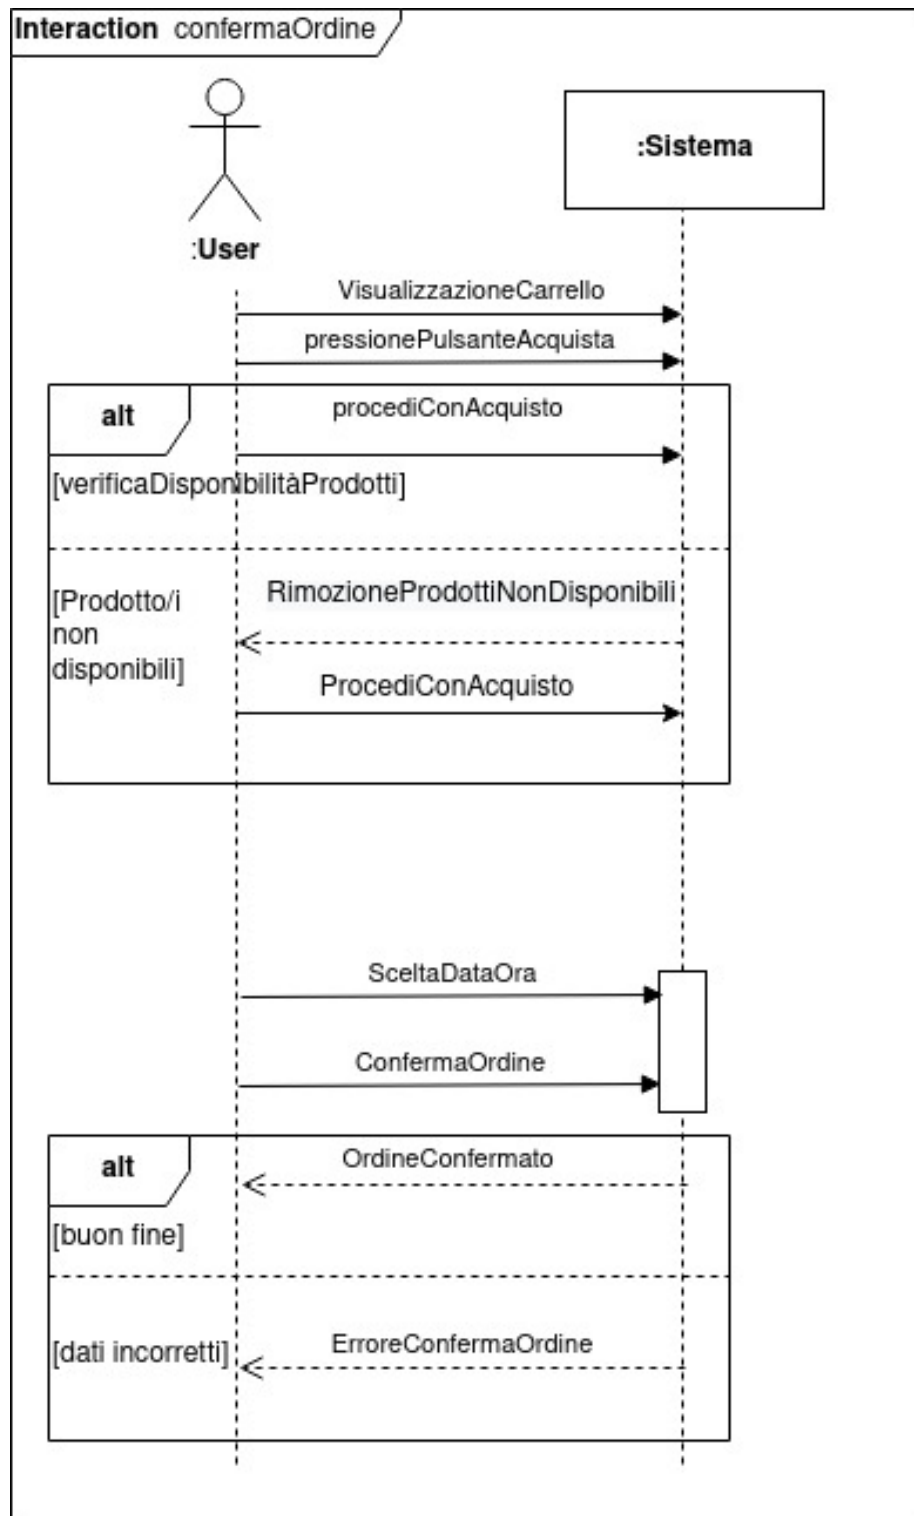 Interaction confermaOrdine
:Sistema
:User
VisualizzazioneCarrello
pressionePulsanteAcquista
alt
procediConAcquisto
[verificaDisponibilitàProdotti]
RimozioneProdottiNonDisponibili
[Prodotto/i
non
disponibili]
ProcediConAcquisto
SceltaDataOra
ConfermaOrdine
alt
OrdineConfermato
[buon fine]
ErroreConfermaOrdine
[dati incorretti]